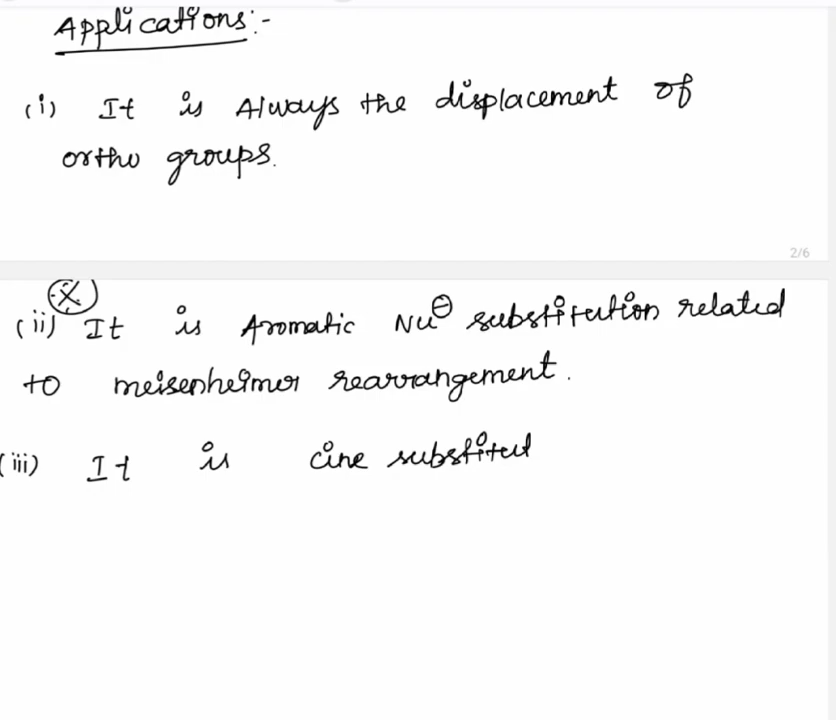 Applications:-
(i) It is Always the displacement of
ortho groups.
2/6
(x)
(ii) It is Aromatic Nu⊖ substitution related
to meisenheimer rearrangement.
(iii) It is cine substited